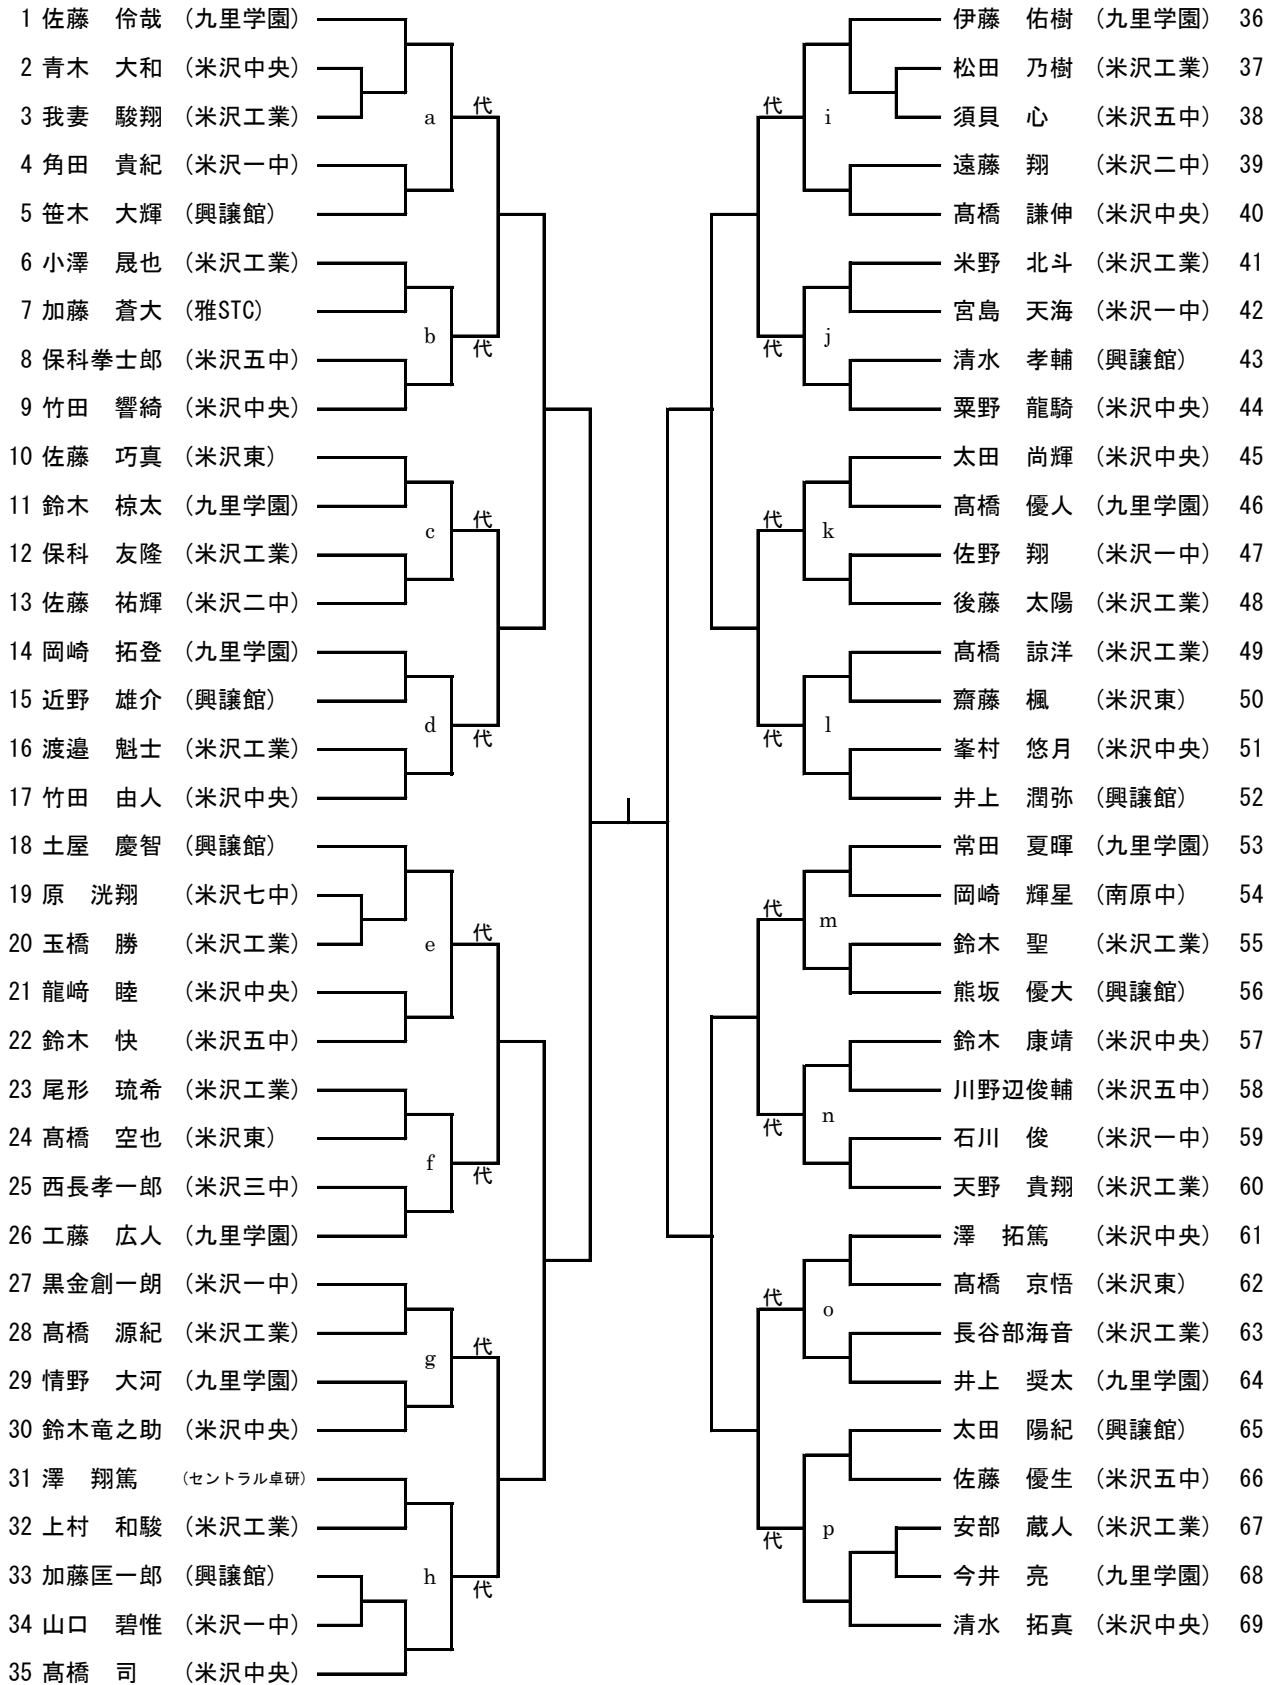 1 佐藤　伶哉 （九里学園）
2 青木　大和 （米沢中央）
3 我妻　駿翔 （米沢工業）
4 角田　貴紀 （米沢一中）
5 笹木　大輝 （興譲館）
6 小澤　晟也 （米沢工業）
7 加藤　蒼大 （雅STC）
8 保科拳士郎 （米沢五中）
9 竹田　響綺 （米沢中央）
10 佐藤　巧真 （米沢東）
11 鈴木　椋太 （九里学園）
12 保科　友隆 （米沢工業）
13 佐藤　祐輝 （米沢二中）
14 岡崎　拓登 （九里学園）
15 近野　雄介 （興譲館）
16 渡邉　魁士 （米沢工業）
17 竹田　由人 （米沢中央）
18 土屋　慶智 （興譲館）
19 原　洸翔 （米沢七中）
20 玉橋　勝 （米沢工業）
21 龍﨑　睦 （米沢中央）
22 鈴木　快 （米沢五中）
23 尾形　琉希 （米沢工業）
24 髙橋　空也 （米沢東）
25 西長孝一郎 （米沢三中）
26 工藤　広人 （九里学園）
27 黒金創一朗 （米沢一中）
28 髙橋　源紀 （米沢工業）
29 情野　大河 （九里学園）
30 鈴木竜之助 （米沢中央）
31 澤　翔篤 （セントラル卓研）
32 上村　和駿 （米沢工業）
33 加藤匡一郎 （興譲館）
34 山口　碧惟 （米沢一中）
35 髙橋　司 （米沢中央）
a 代
b 代
c 代
d 代
e 代
f 代
g 代
h 代
代 i
代 j
代 k
代 l
代 m
代 n
代 o
代 p
伊藤　佑樹 （九里学園） 36
松田　乃樹 （米沢工業） 37
須貝　心 （米沢五中） 38
遠藤　翔 （米沢二中） 39
髙橋　謙伸 （米沢中央） 40
米野　北斗 （米沢工業） 41
宮島　天海 （米沢一中） 42
清水　孝輔 （興譲館） 43
粟野　龍騎 （米沢中央） 44
太田　尚輝 （米沢中央） 45
髙橋　優人 （九里学園） 46
佐野　翔 （米沢一中） 47
後藤　太陽 （米沢工業） 48
髙橋　諒洋 （米沢工業） 49
齋藤　楓 （米沢東） 50
峯村　悠月 （米沢中央） 51
井上　潤弥 （興譲館） 52
常田　夏暉 （九里学園） 53
岡崎　輝星 （南原中） 54
鈴木　聖 （米沢工業） 55
熊坂　優大 （興譲館） 56
鈴木　康靖 （米沢中央） 57
川野辺俊輔 （米沢五中） 58
石川　俊 （米沢一中） 59
天野　貴翔 （米沢工業） 60
澤　拓篤 （米沢中央） 61
髙橋　京悟 （米沢東） 62
長谷部海音 （米沢工業） 63
井上　奨太 （九里学園） 64
太田　陽紀 （興譲館） 65
佐藤　優生 （米沢五中） 66
安部　蔵人 （米沢工業） 67
今井　亮 （九里学園） 68
清水　拓真 （米沢中央） 69